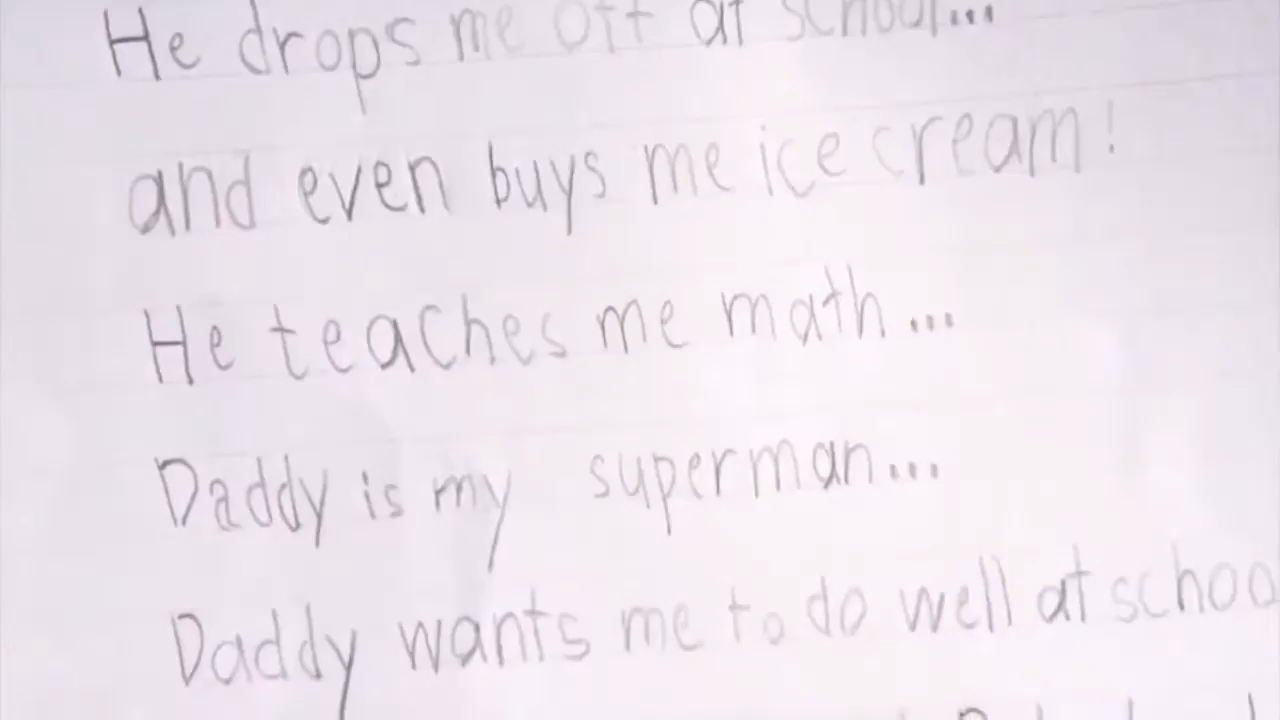 He drops me off at school...
and even buys me ice cream!
He teaches me math...
Daddy is my superman...
Daddy wants me to do well at schoo